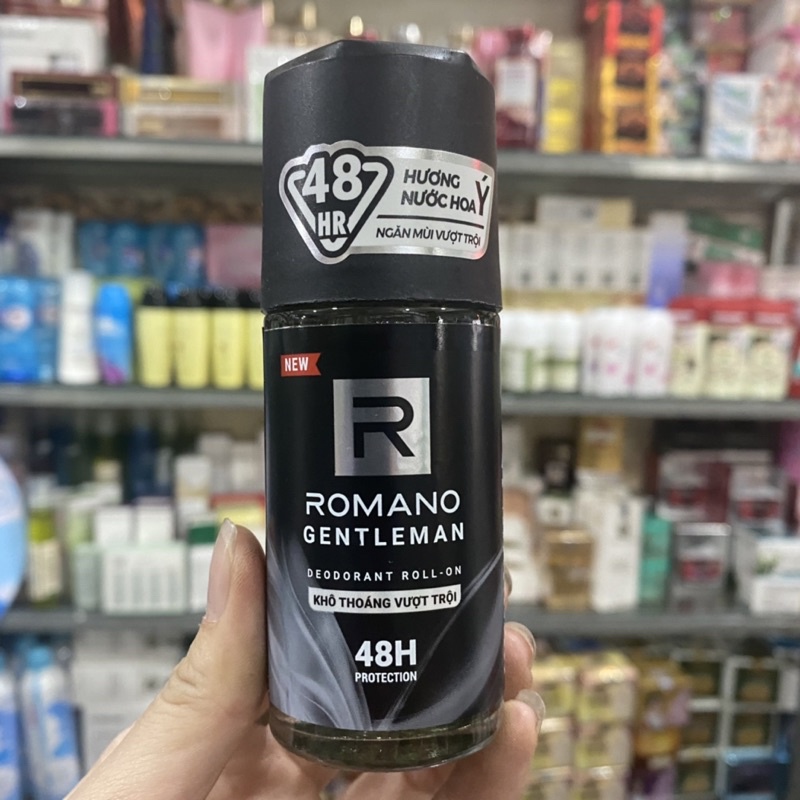 48
HR
HƯƠNG
NƯỚC HOA Ý
NGĂN MÙI VƯỢT TRỘI
NEW
R
ROMANO
GENTLEMAN
DEODORANT ROLL-ON
KHÔ THOÁNG VƯỢT TRỘI
48H
PROTECTION